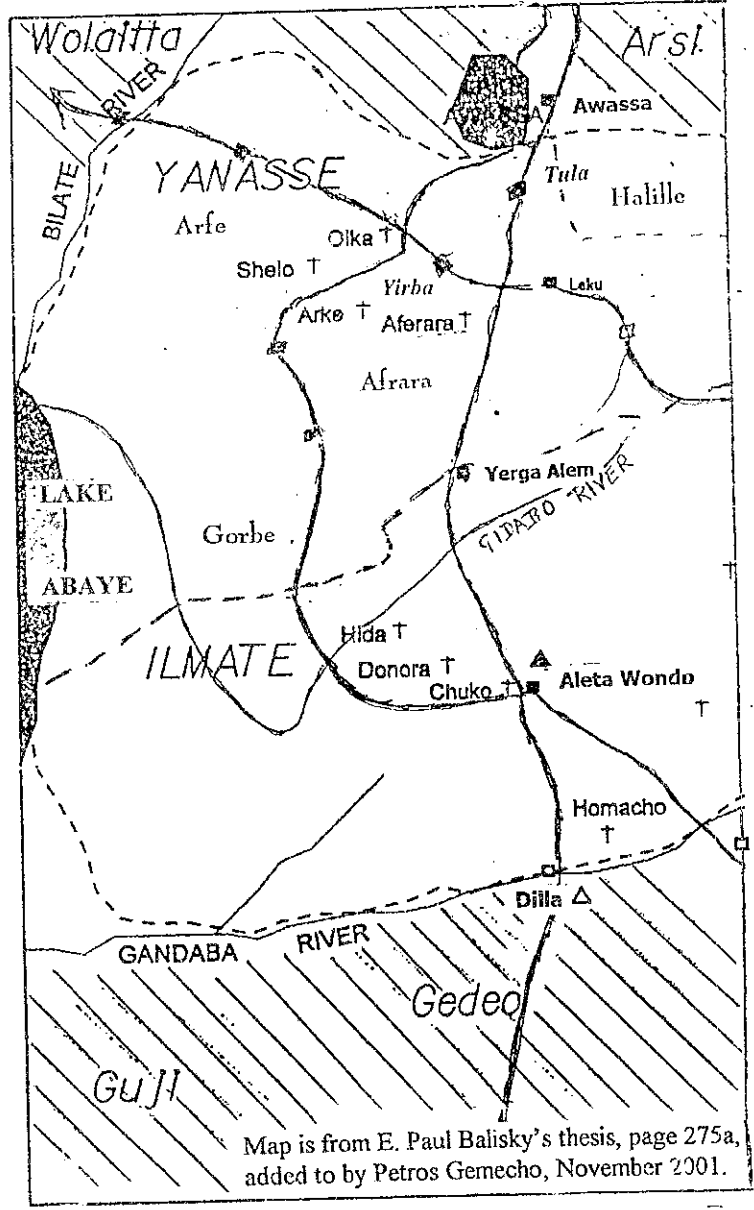 Wolaitta
Arsi
RIVER
BILATE
Awassa
YANASSE
Tula
Halille
Arfe
Olka
Shelo
Yirba
Leku
Arke
Aferara
Afrara
LAKE
Yerga Alem
GIDABO RIVER
Gorbe
ABAYE
Hida
ILMATE
Donora
Chuko
Aleta Wondo
Homacho
Dilla
GANDABA
RIVER
Gedeo
Guji
Map is from E. Paul Balisky's thesis, page 275a,
added to by Petros Gemecho, November 2001.